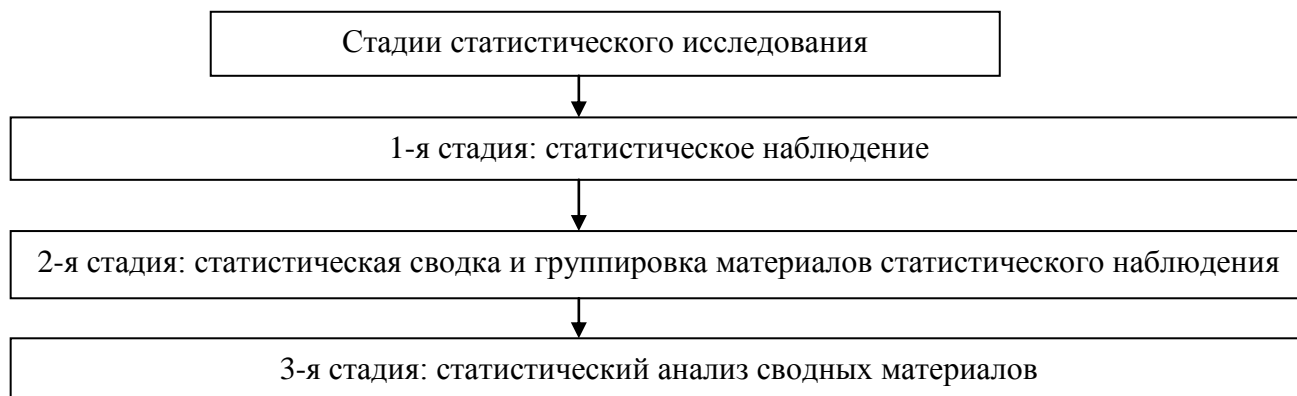 Стадии статистического исследования
1-я стадия: статистическое наблюдение
2-я стадия: статистическая сводка и группировка материалов статистического наблюдения
3-я стадия: статистический анализ сводных материалов